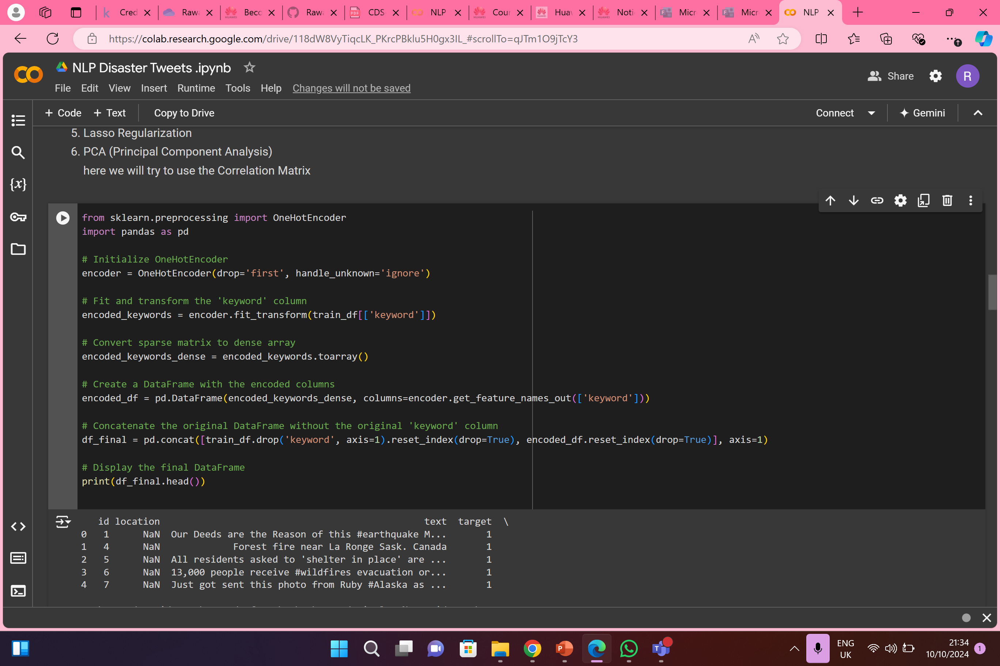 Cred
Rawa
Beco
Rawa
CDS-
NLP
Cour
Huaw
Noti
Micr
Micr
NLP
https://colab.research.google.com/drive/118dW8VyTiqcLK_PKrcPBklu5H0gx3IL_#scrollTo=qJTm1O9jTcY3
NLP Disaster Tweets .ipynb
File Edit View Insert Runtime Tools Help Changes will not be saved
Share
R
+ Code + Text Copy to Drive
Connect
Gemini
5. Lasso Regularization
6. PCA (Principal Component Analysis)
here we will try to use the Correlation Matrix
from sklearn.preprocessing import OneHotEncoder
import pandas as pd
# Initialize OneHotEncoder
encoder = OneHotEncoder(drop='first', handle_unknown='ignore')
# Fit and transform the 'keyword' column
encoded_keywords = encoder.fit_transform(train_df[['keyword']])
# Convert sparse matrix to dense array
encoded_keywords_dense = encoded_keywords.toarray()
# Create a DataFrame with the encoded columns
encoded_df = pd.DataFrame(encoded_keywords_dense, columns=encoder.get_feature_names_out(['keyword']))
# Concatenate the original DataFrame without the original 'keyword' column
df_final = pd.concat([train_df.drop('keyword', axis=1).reset_index(drop=True), encoded_df.reset_index(drop=True)], axis=1)
# Display the final DataFrame
print(df_final.head())
id location text target \
0 1 NaN Our Deeds are the Reason of this #earthquake M... 1
1 4 NaN Forest fire near La Ronge Sask. Canada 1
2 5 NaN All residents asked to 'shelter in place' are ... 1
3 6 NaN 13,000 people receive #wildfires evacuation or... 1
4 7 NaN Just got sent this photo from Ruby #Alaska as ... 1
ENG
UK
21:34
10/10/2024
1